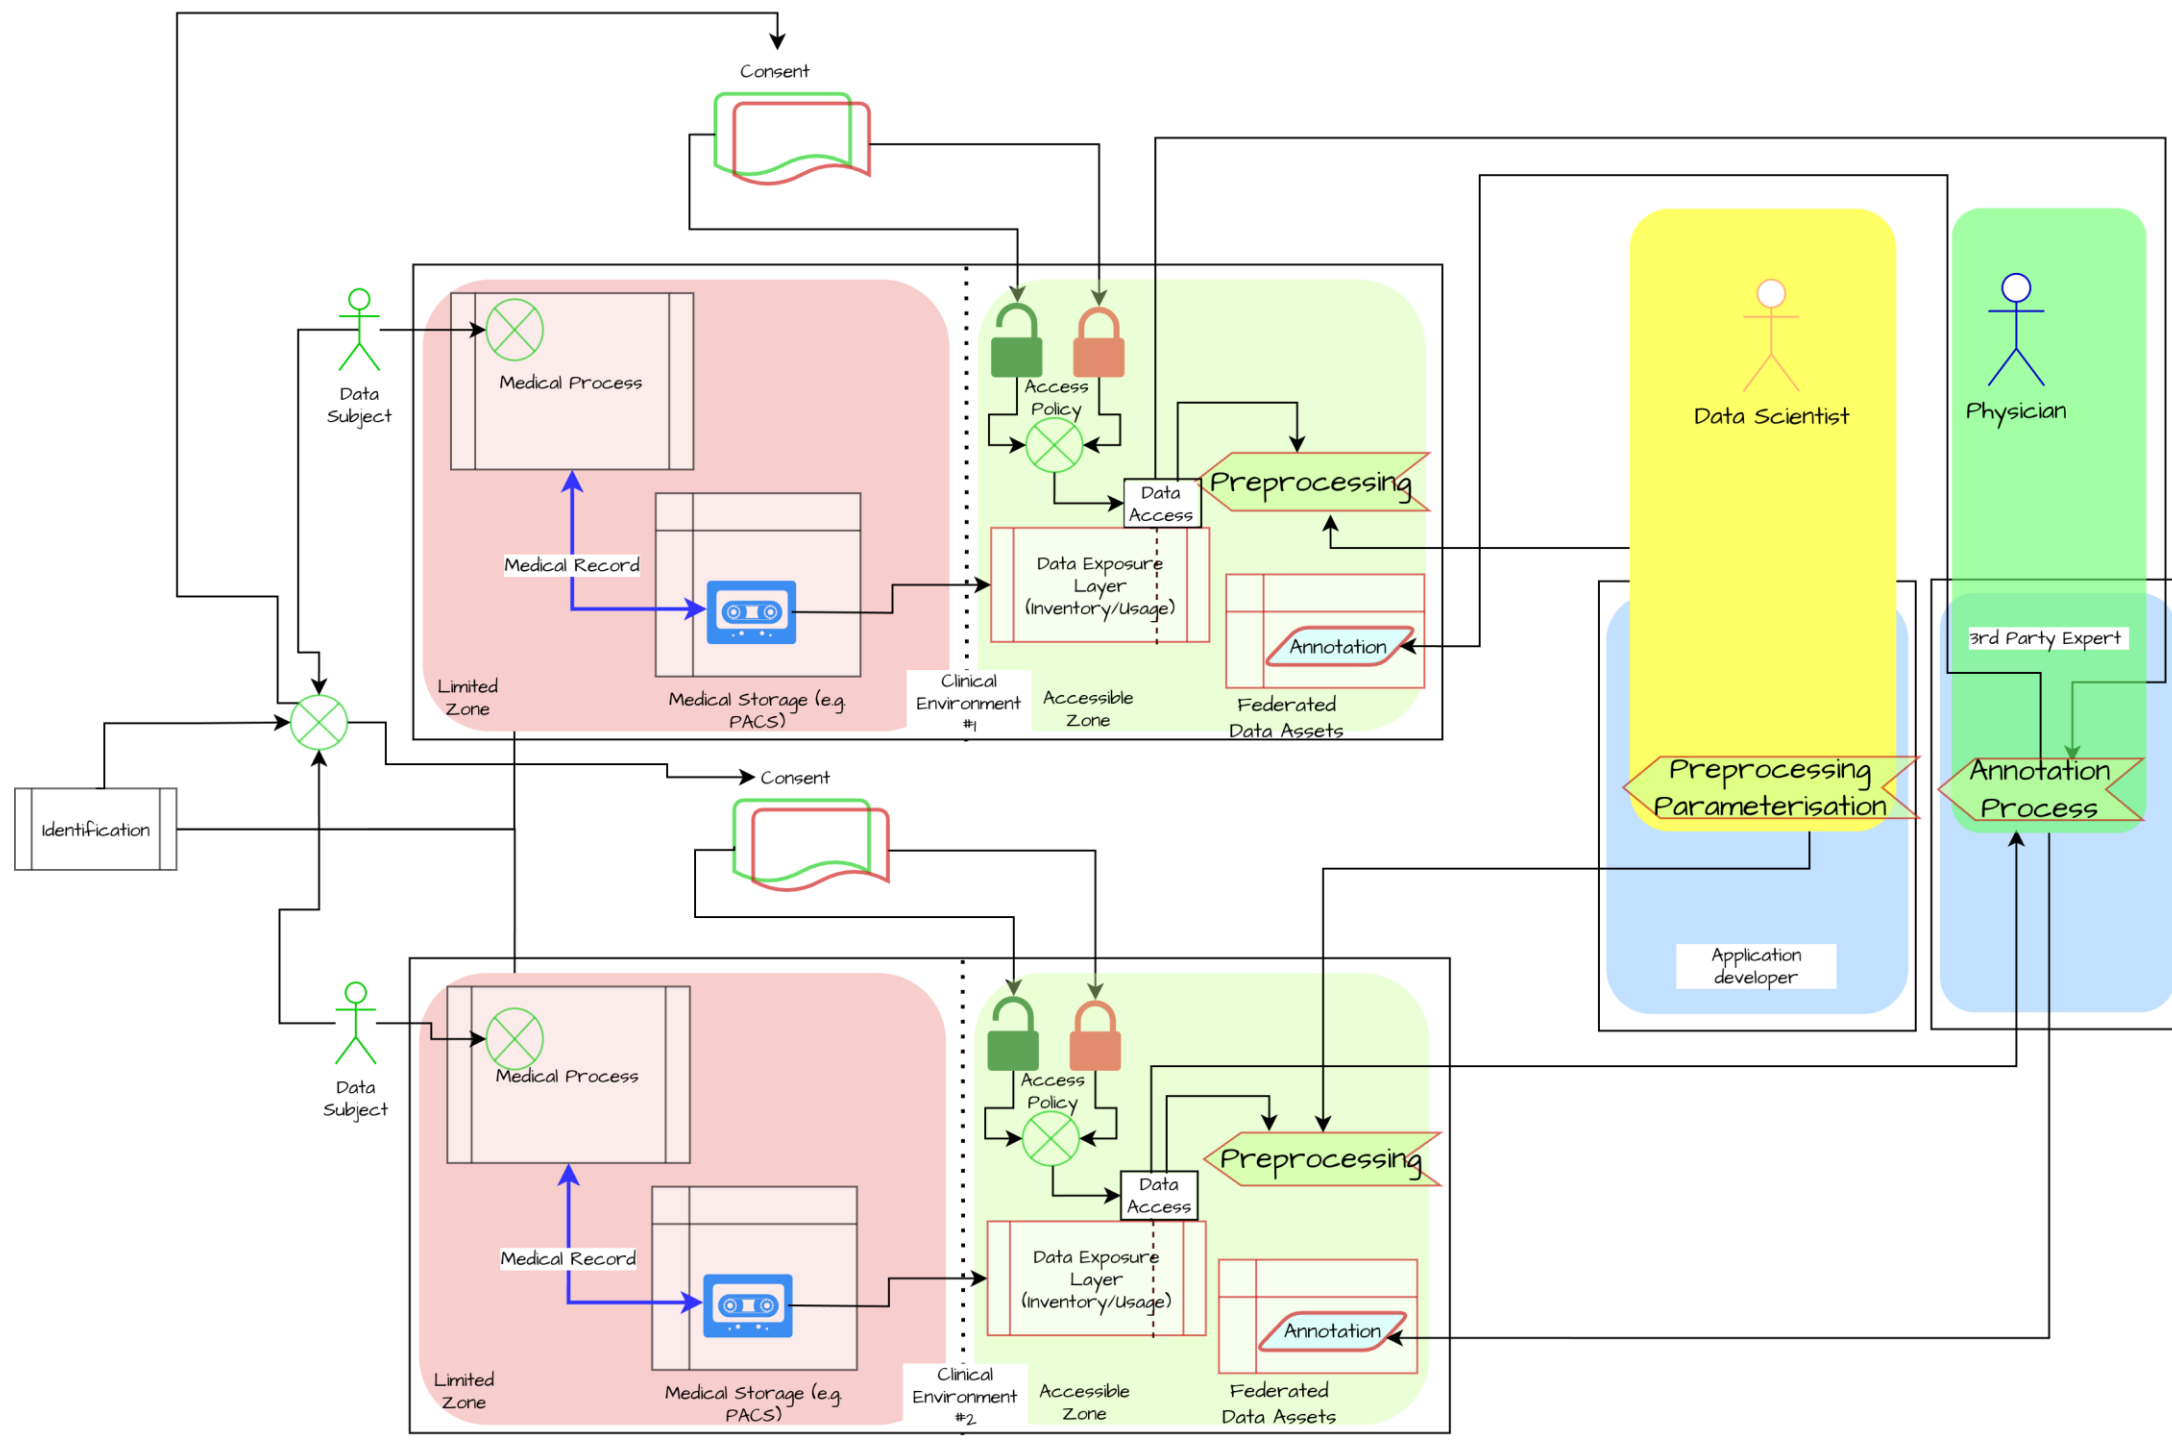 Consent
Data
Subject
Medical Process
Access
Policy
Data Scientist
Physician
Preprocessing
Data
Access
Medical Record
Data Exposure
Layer
(Inventory/Usage)
Annotation
3rd Party Expert
Limited
Zone
Medical Storage (e.g.
PACS)
Clinical
Environment
#1
Accessible
Zone
Federated
Data Assets
Identification
Consent
Preprocessing
Parameterisation
Annotation
Process
Application
developer
Data
Subject
Medical Process
Access
Policy
Preprocessing
Data
Access
Medical Record
Data Exposure
Layer
(Inventory/Usage)
Annotation
Limited
Zone
Medical Storage (e.g.
PACS)
Clinical
Environment
#2
Accessible
Zone
Federated
Data Assets